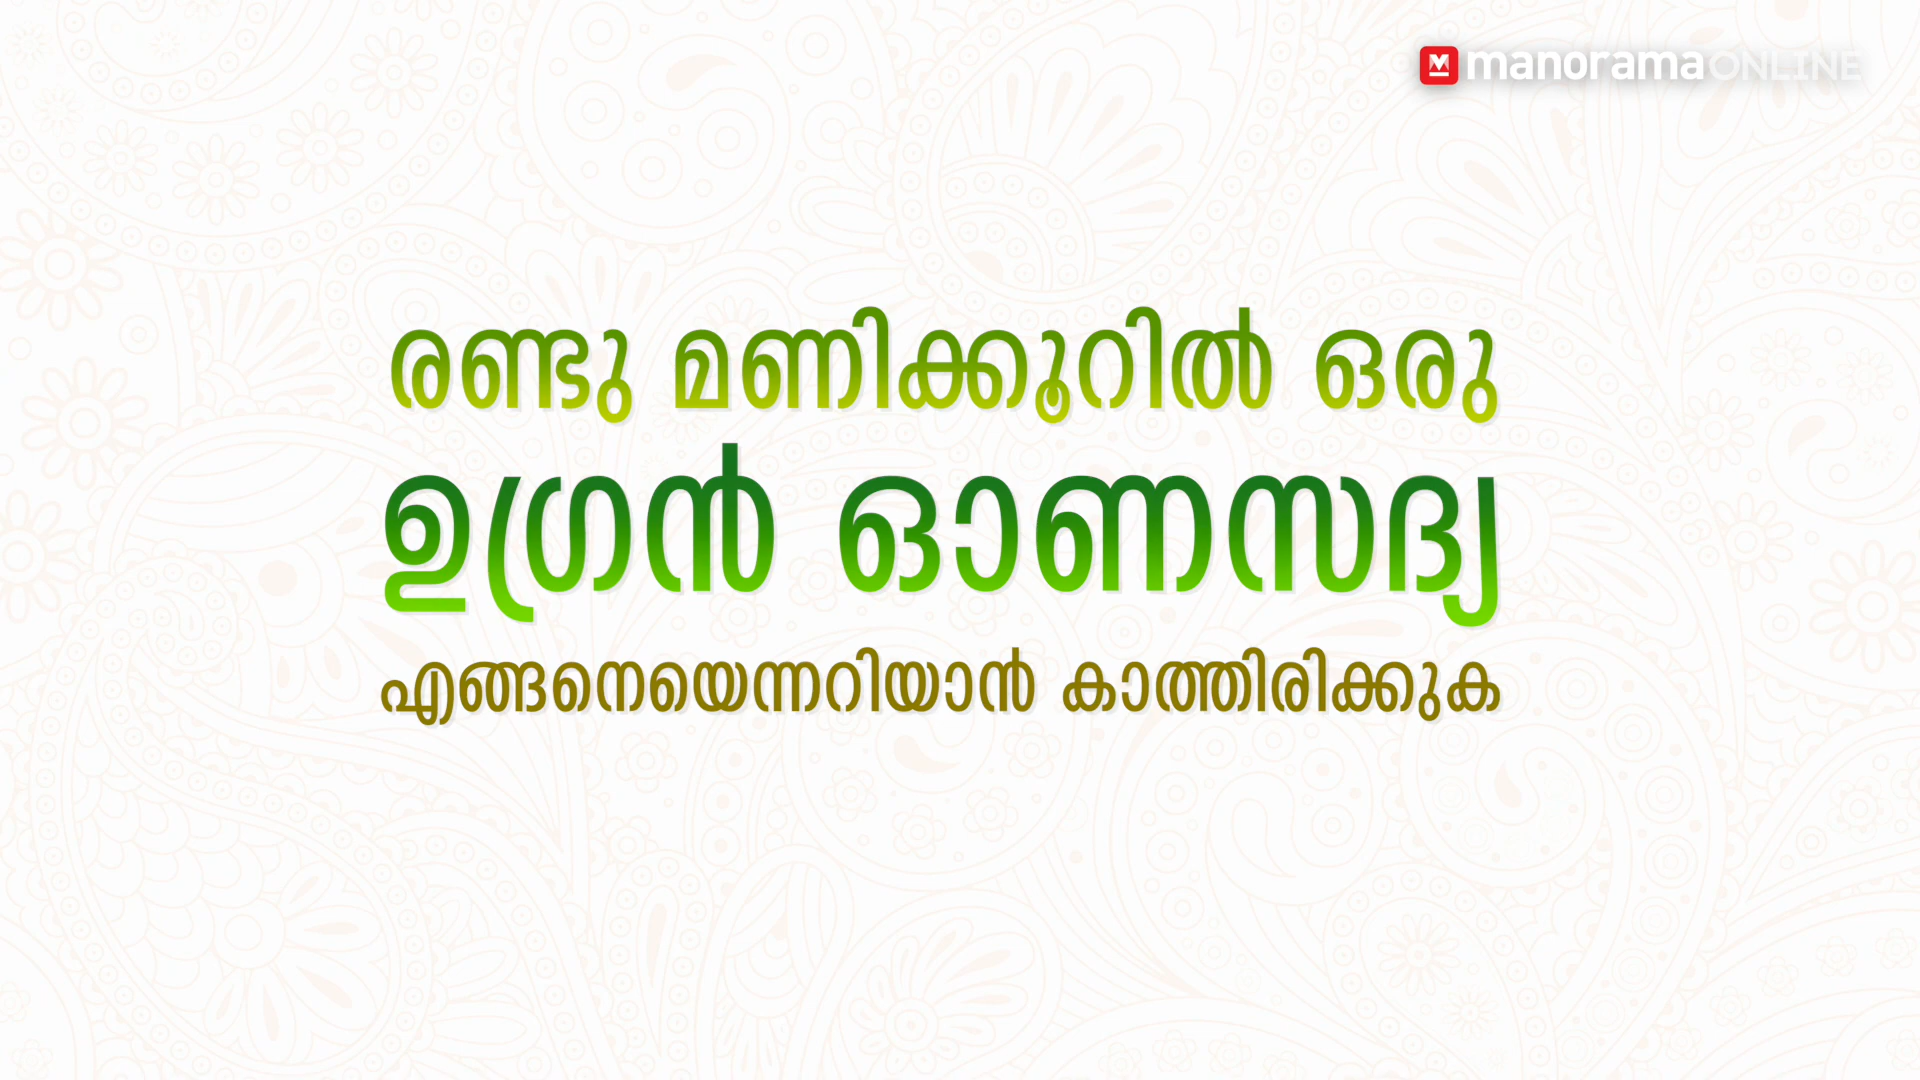 manoramaONLINE
രണ്ടു മണിക്കൂറിൽ ഒരു
ഉഗ്രൻ ഓണസദ്യ
എങ്ങനെയെന്നറിയാൻ കാത്തിരിക്കുക